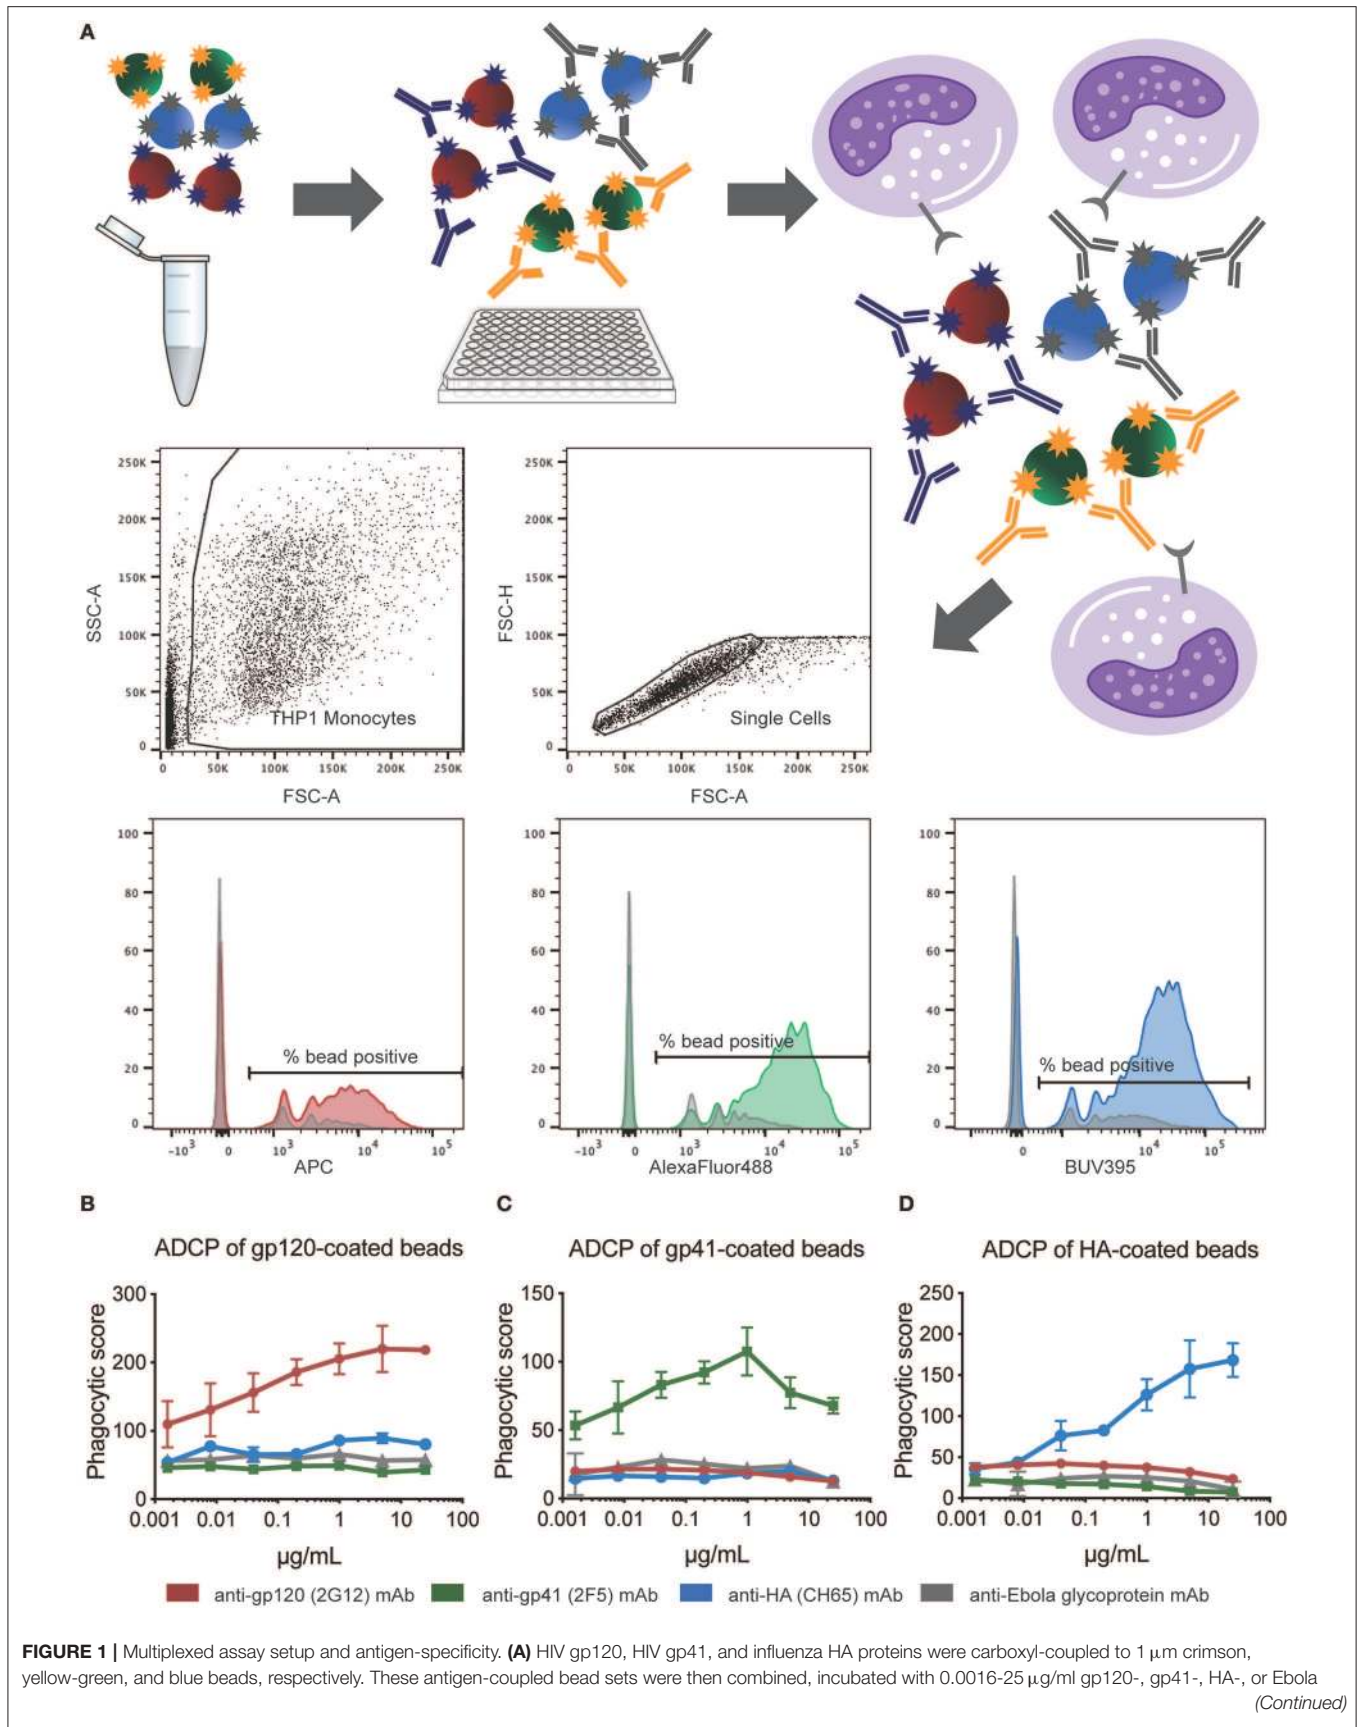 A
250K
200K
150K
100K
50K
0
SSC-A
THP1 Monocytes
0 50K 100K 150K 200K 250K
FSC-A
250K
200K
150K
100K
50K
0
FSC-H
Single Cells
0 50K 100K 150K 200K 250K
FSC-A
100
80
60
40
20
0
% bead positive
-10³ 0 10³ 10⁴ 10⁵
APC
100
80
60
40
20
0
% bead positive
-10³ 0 10³ 10⁴ 10⁵
AlexaFluor488
100
80
60
40
20
0
% bead positive
0 10⁴ 10⁵
BUV395
B
ADCP of gp120-coated beads
Phagocytic score
300
200
100
0
0.001 0.01 0.1 1 10 100
µg/mL
C
ADCP of gp41-coated beads
Phagocytic score
150
100
50
0
0.001 0.01 0.1 1 10 100
µg/mL
D
ADCP of HA-coated beads
Phagocytic score
250
200
150
100
50
0
0.001 0.01 0.1 1 10 100
µg/mL
anti-gp120 (2G12) mAb anti-gp41 (2F5) mAb anti-HA (CH65) mAb anti-Ebola glycoprotein mAb
FIGURE 1 | Multiplexed assay setup and antigen-specificity. (A) HIV gp120, HIV gp41, and influenza HA proteins were carboxyl-coupled to 1 µm crimson,
yellow-green, and blue beads, respectively. These antigen-coupled bead sets were then combined, incubated with 0.0016-25 µg/ml gp120-, gp41-, HA-, or Ebola
(Continued)